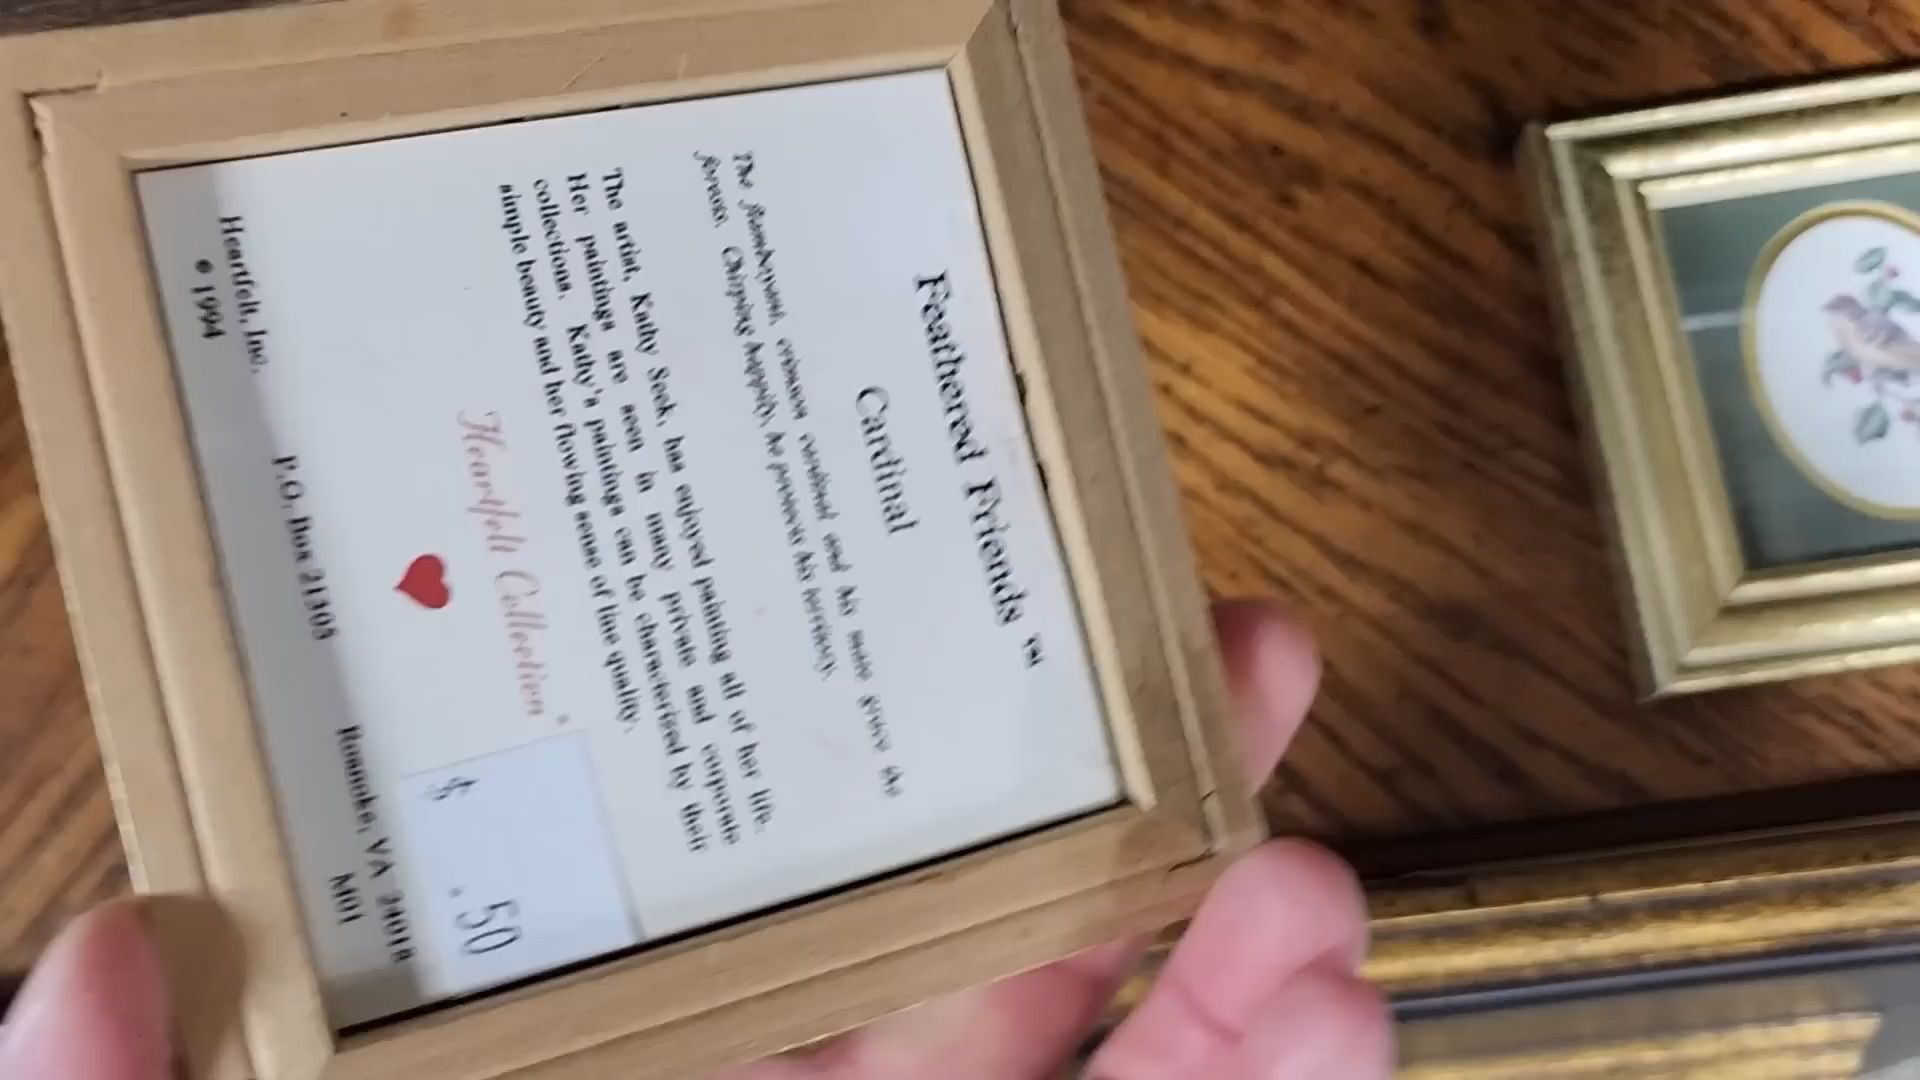 Feathered Friends ™
Cardinal
The flamboyant, crimson cardinal and his mate grace the
forests. Chirping happily, he protects his territory.
The artist, Kathy Seek, has enjoyed painting all of her life.
Her paintings are seen in many private and corporate
collections. Kathy's paintings can be characterized by their
simple beauty and her flowing sense of line quality.
Heartfelt Collection ®
Heartfelt, Inc. P.O. Box 21305 Roanoke, VA 24018
© 1994 M01
$ .50